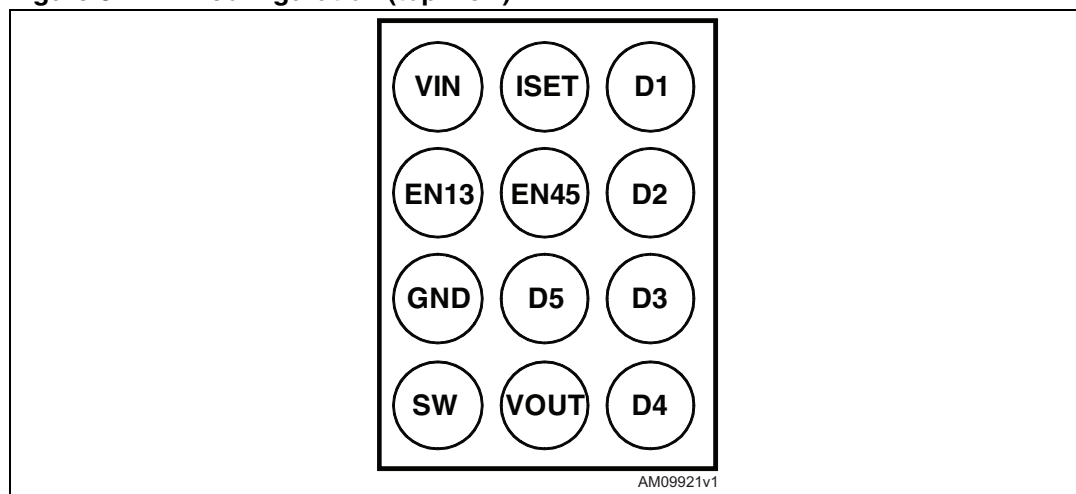 VIN ISET D1
EN13 EN45 D2
GND D5 D3
SW VOUT D4
AM09921v1